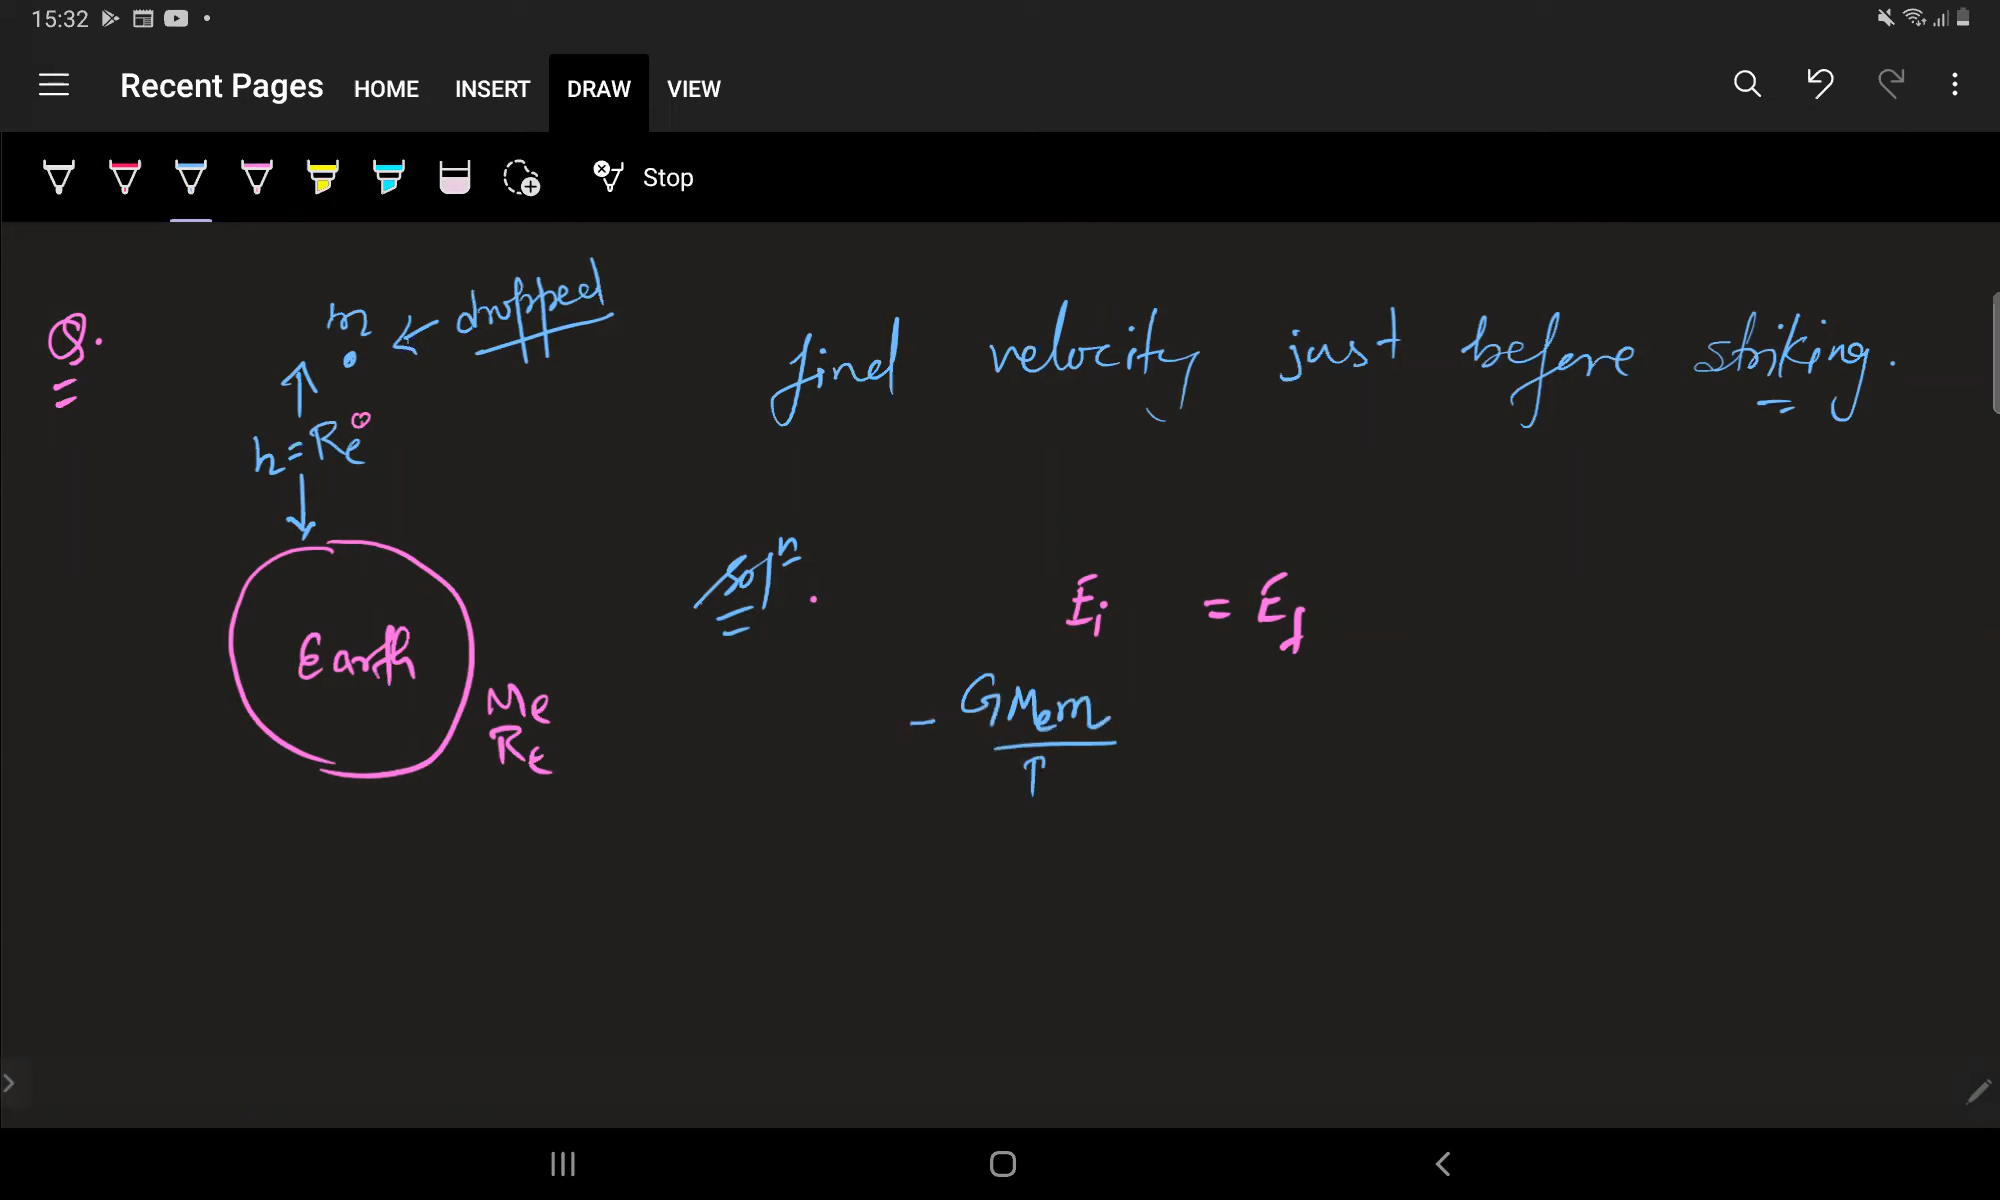 15:32
Recent Pages HOME INSERT DRAW VIEW
Stop
Q. m ← dropped find velocity just before striking.
h = Re
Solⁿ.
Ei = Ef
Earth
Me
Re
- GMem